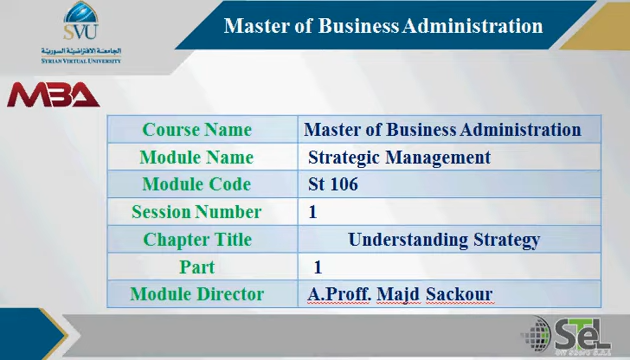 SVU
الجامعة الافتراضية السورية
SYRIAN VIRTUAL UNIVERSITY
Master of Business Administration
MBA
Course Name Master of Business Administration
Module Name Strategic Management
Module Code St 106
Session Number 1
Chapter Title Understanding Strategy
Part 1
Module Director A.Proff. Majd Sackour
STeL